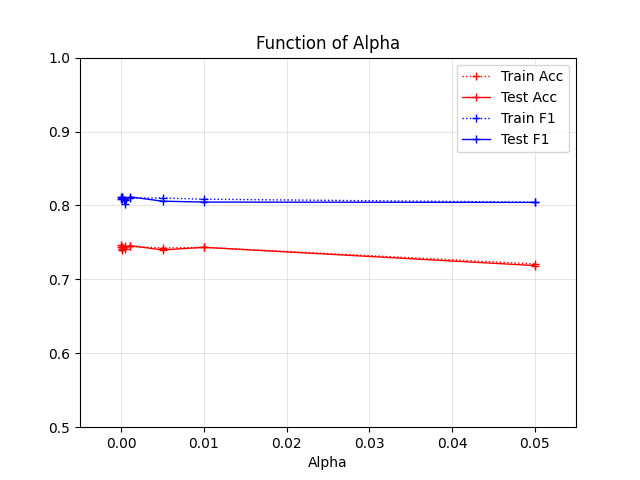 Function of Alpha
1.0
0.9
0.8
0.7
0.6
0.5
Train Acc
Test Acc
Train F1
Test F1
0.00 0.01 0.02 0.03 0.04 0.05
Alpha